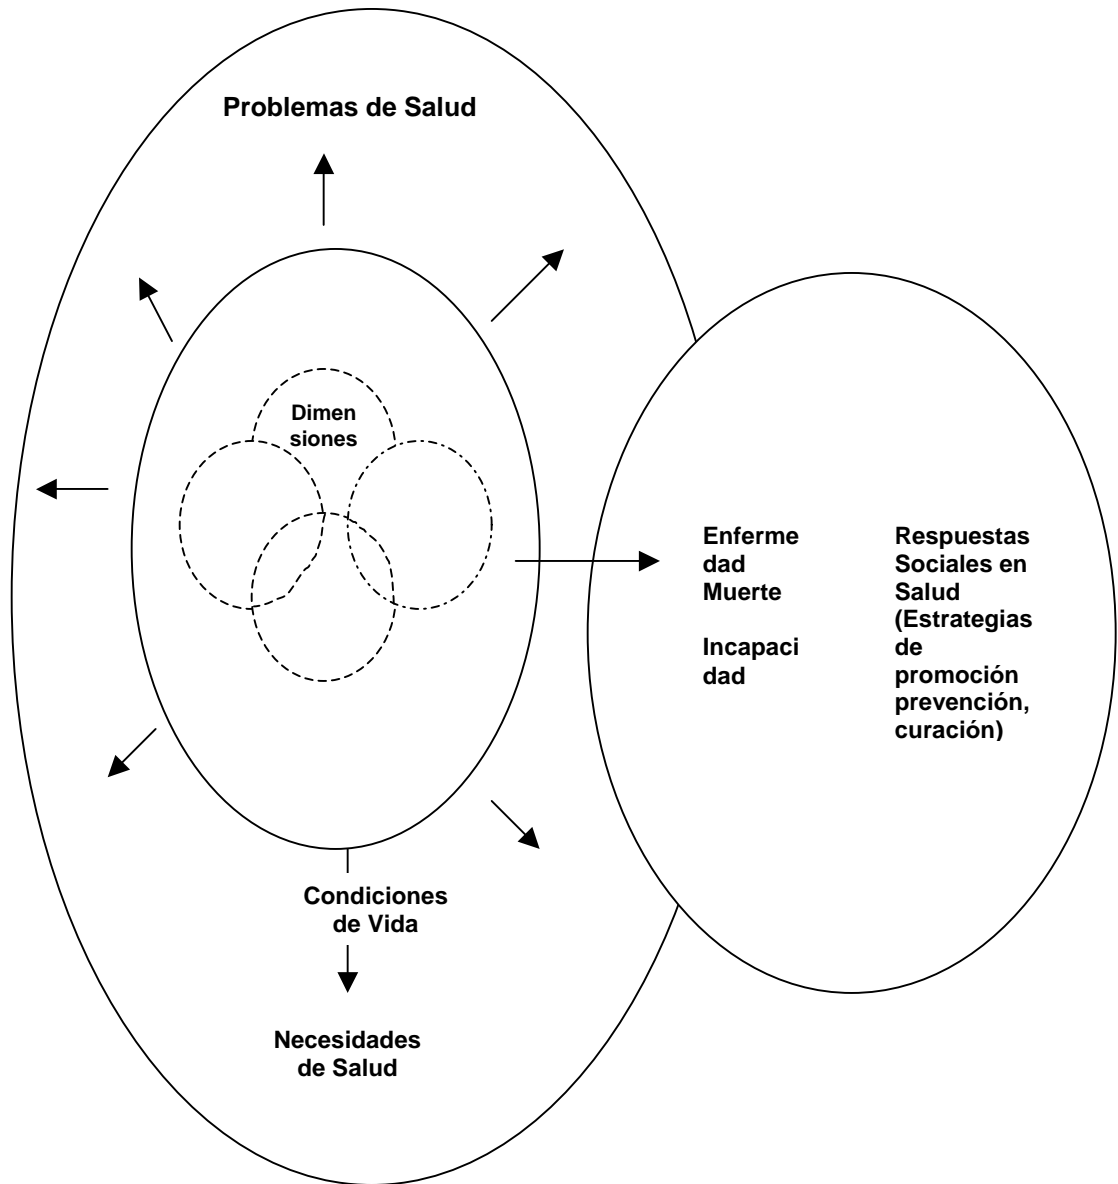 Problemas de Salud
Dimen
siones
Enferme
dad
Muerte
Incapaci
dad
Respuestas
Sociales en
Salud
(Estrategias
de
promoción
prevención,
curación)
Condiciones
de Vida
Necesidades
de Salud